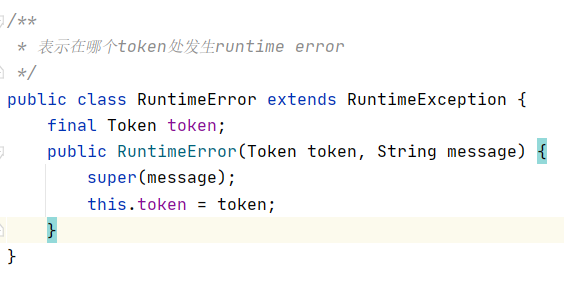 /**
 * 表示在哪个token处发生runtime error
 */
public class RuntimeError extends RuntimeException {
    final Token token;
    public RuntimeError(Token token, String message) {
        super(message);
        this.token = token;
    }
}